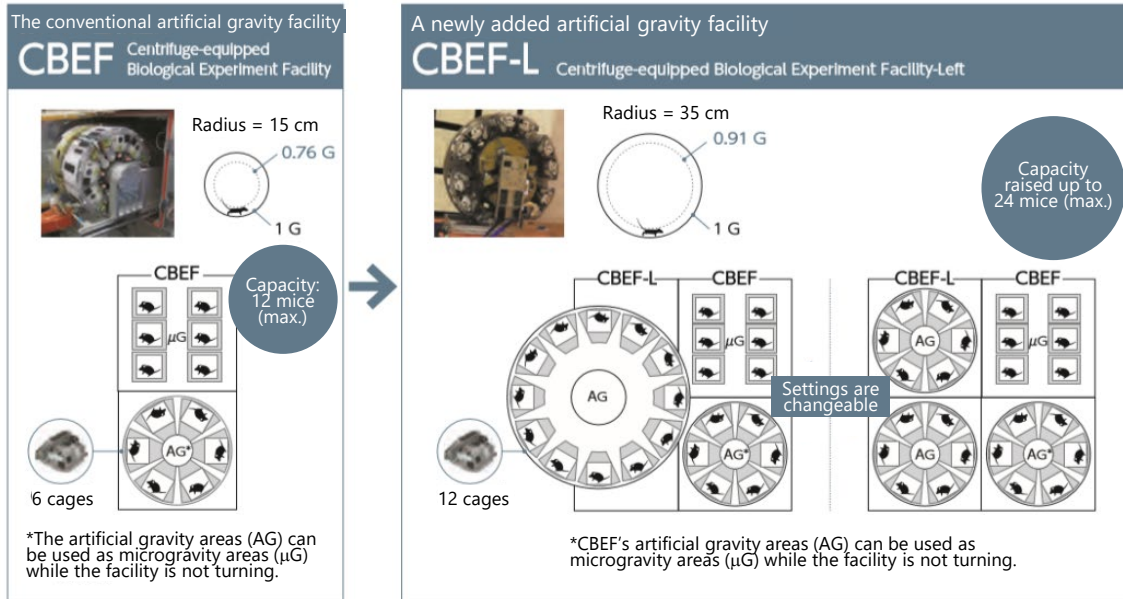 The conventional artificial gravity facility
CBEF Centrifuge-equipped
Biological Experiment Facility
Radius = 15 cm
0.76 G
1 G
CBEF
Capacity:
12 mice
(max.)
μG
AG*
6 cages
*The artificial gravity areas (AG) can
be used as microgravity areas (μG)
while the facility is not turning.
A newly added artificial gravity facility
CBEF-L Centrifuge-equipped Biological Experiment Facility-Left
Radius = 35 cm
0.91 G
1 G
Capacity
raised up to
24 mice (max.)
CBEF-L CBEF
μG
AG
AG*
12 cages
Settings are
changeable
CBEF-L CBEF
AG
μG
AG
AG*
*CBEF's artificial gravity areas (AG) can be used as
microgravity areas (μG) while the facility is not turning.